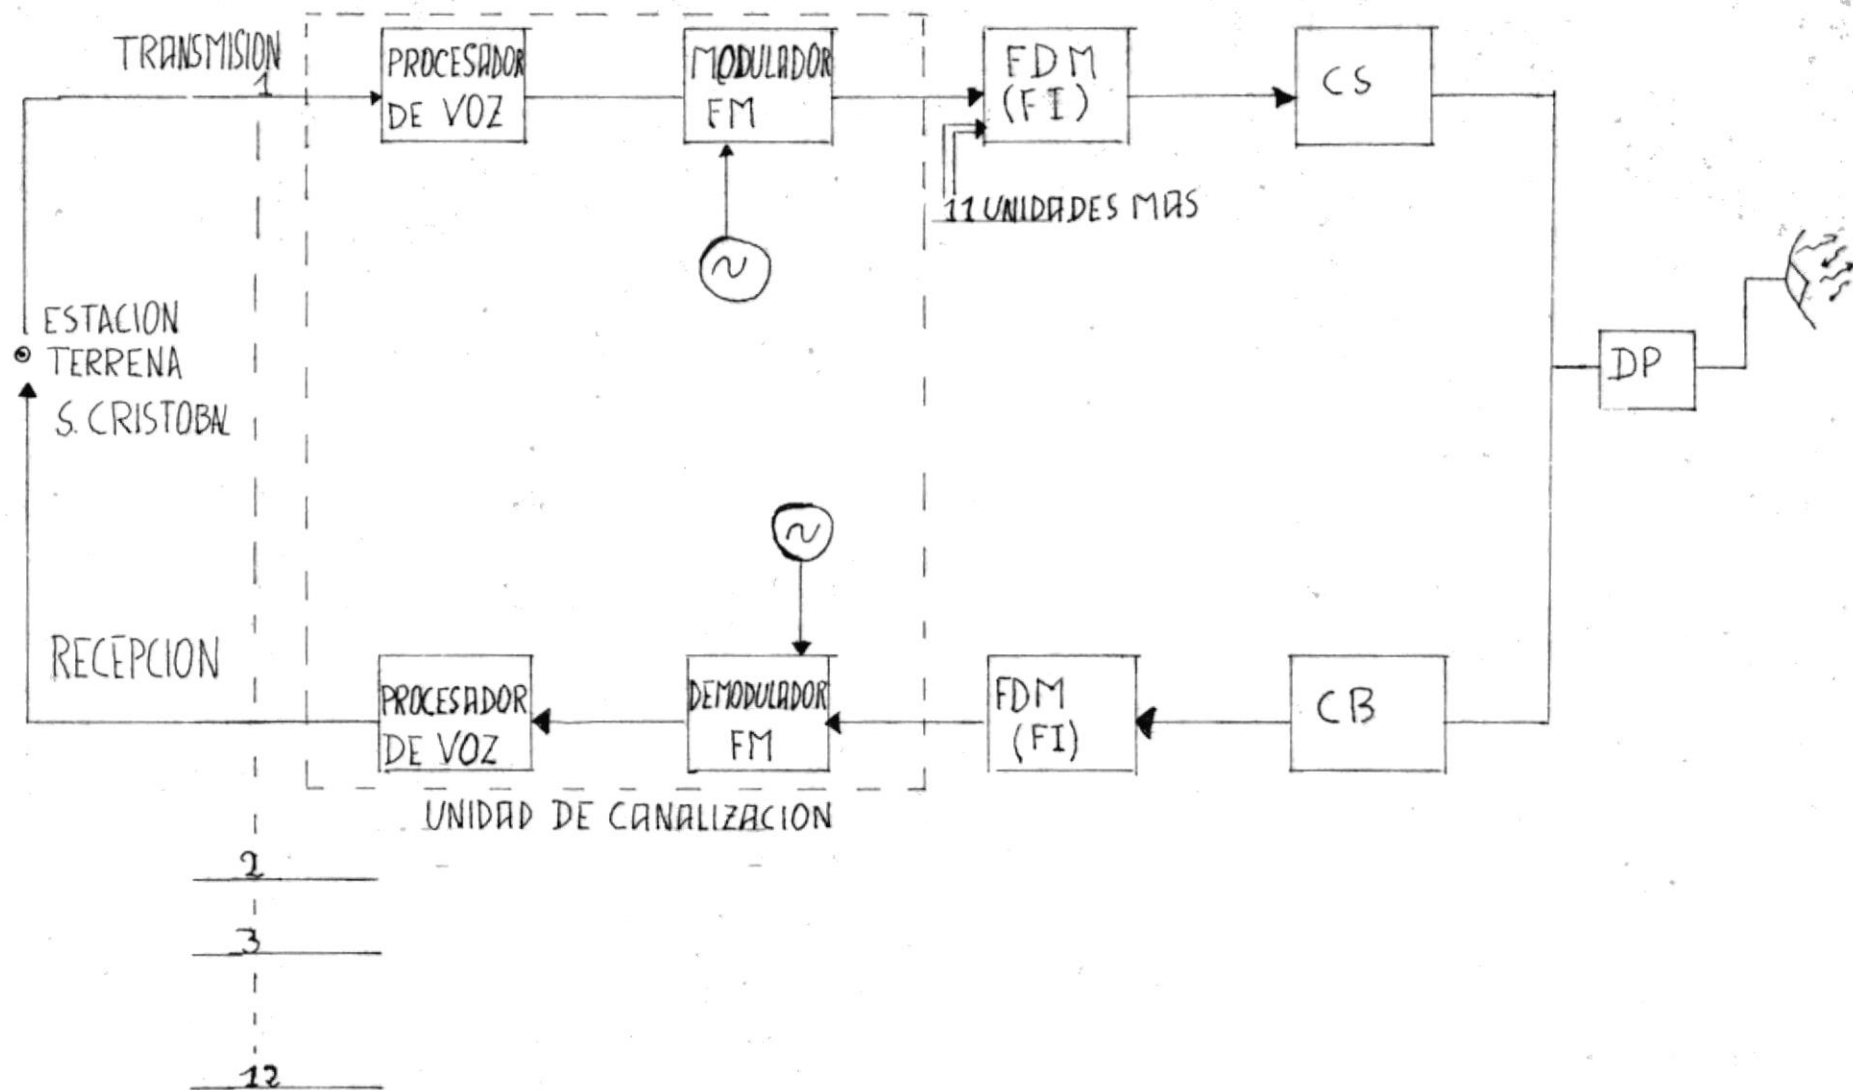 TRANSMISION
1
PROCESADOR
DE VOZ
MODULADOR
FM
FDM
(FI)
CS
11 UNIDADES MAS
ESTACION
TERRENA
S. CRISTOBAL
DP
RECEPCION
PROCESADOR
DE VOZ
DEMODULADOR
FM
FDM
(FI)
CB
UNIDAD DE CANALIZACION
2
3
12